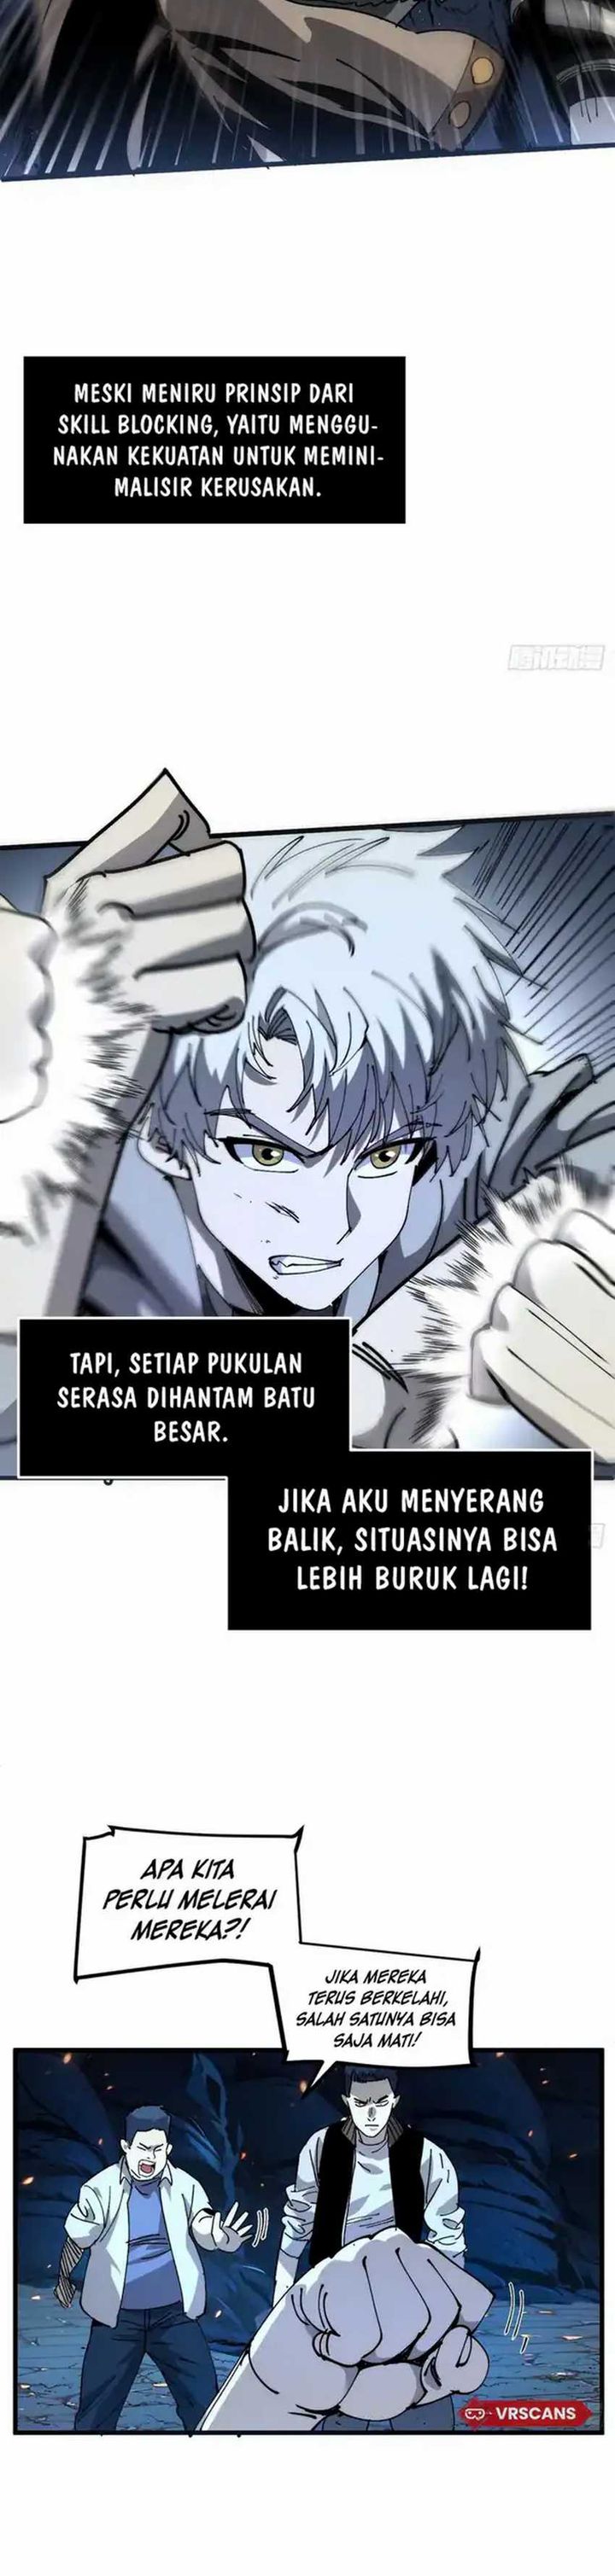 MESKI MENIRU PRINSIP DARI
SKILL BLOCKING, YAITU MENGGU-
NAKAN KEKUATAN UNTUK MEMINI-
MALISIR KERUSAKAN.
TAPI, SETIAP PUKULAN
SERASA DIHANTAM BATU
BESAR.
JIKA AKU MENYERANG
BALIK, SITUASINYA BISA
LEBIH BURUK LAGI!
APA KITA
PERLU MELERAI
MEREKA?!
JIKA MEREKA
TERUS BERKELAHI,
SALAH SATUNYA BISA
SAJA MATI!
VRSCANS